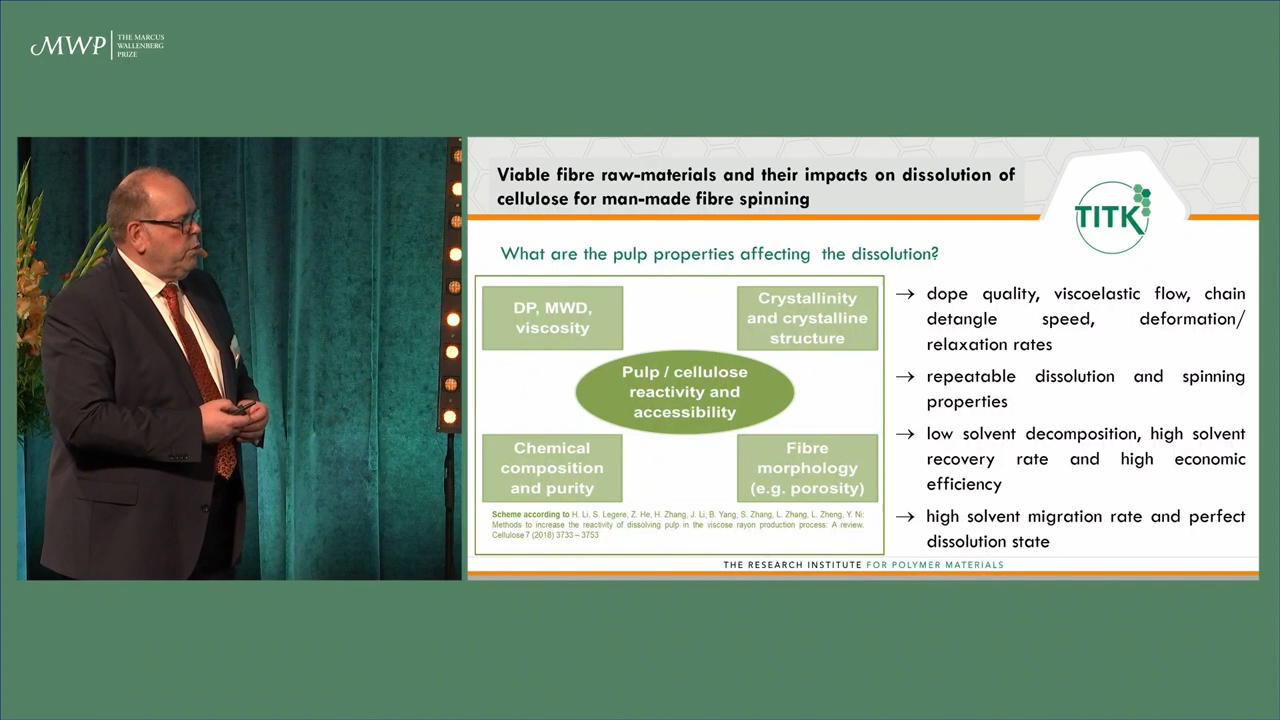 MWP
THE MARCUS
WALLENBERG
PRIZE
Viable fibre raw-materials and their impacts on dissolution of
cellulose for man-made fibre spinning
TITK
What are the pulp properties affecting the dissolution?
DP, MWD,
viscosity
Crystallinity
and crystalline
structure
Pulp / cellulose
reactivity and
accessibility
Chemical
composition
and purity
Fibre
morphology
(e.g. porosity)
Scheme according to H. Li, S. Legere, Z. He, H. Zhang, J. Li, B. Yang, S. Zhang, L. Zhang, L. Zheng, Y. Ni:
Methods to increase the reactivity of dissolving pulp in the viscose rayon production process: A review.
Cellulose 7 (2018) 3733 – 3753
→ dope quality, viscoelastic flow, chain
detangle speed, deformation/
relaxation rates
→ repeatable dissolution and spinning
properties
→ low solvent decomposition, high solvent
recovery rate and high economic
efficiency
→ high solvent migration rate and perfect
dissolution state
THE RESEARCH INSTITUTE FOR POLYMER MATERIALS